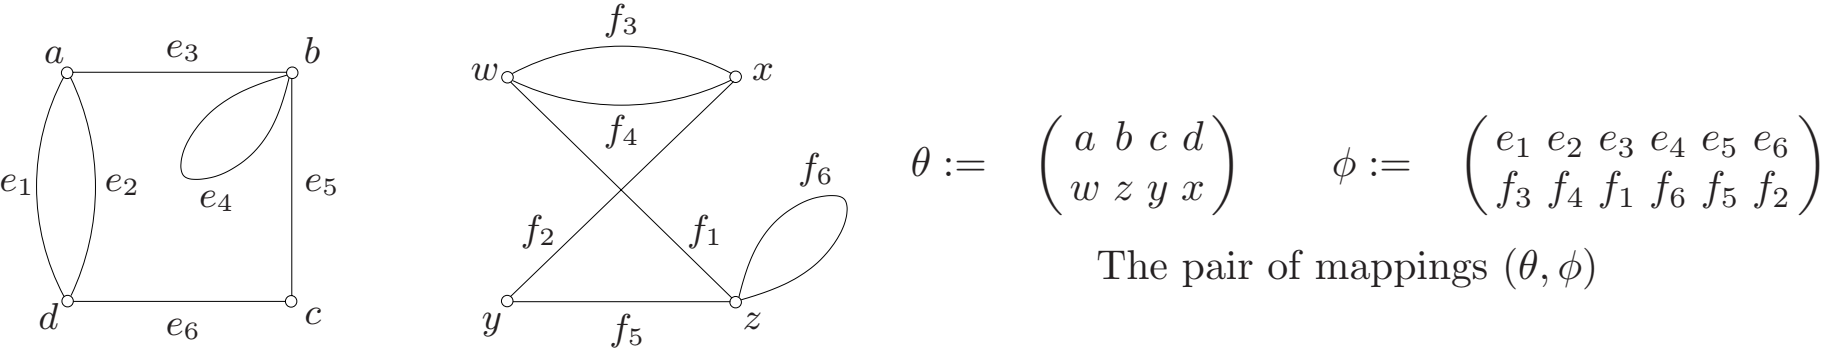 a e₃ b
e₁ e₂ e₄ e₅
d e₆ c
f₃
w x
f₄
f₂ f₁ f₆
y f₅ z
θ := ( a b c d
w z y x )
ϕ := ( e₁ e₂ e₃ e₄ e₅ e₆
f₃ f₄ f₁ f₆ f₅ f₂ )
The pair of mappings (θ, ϕ)